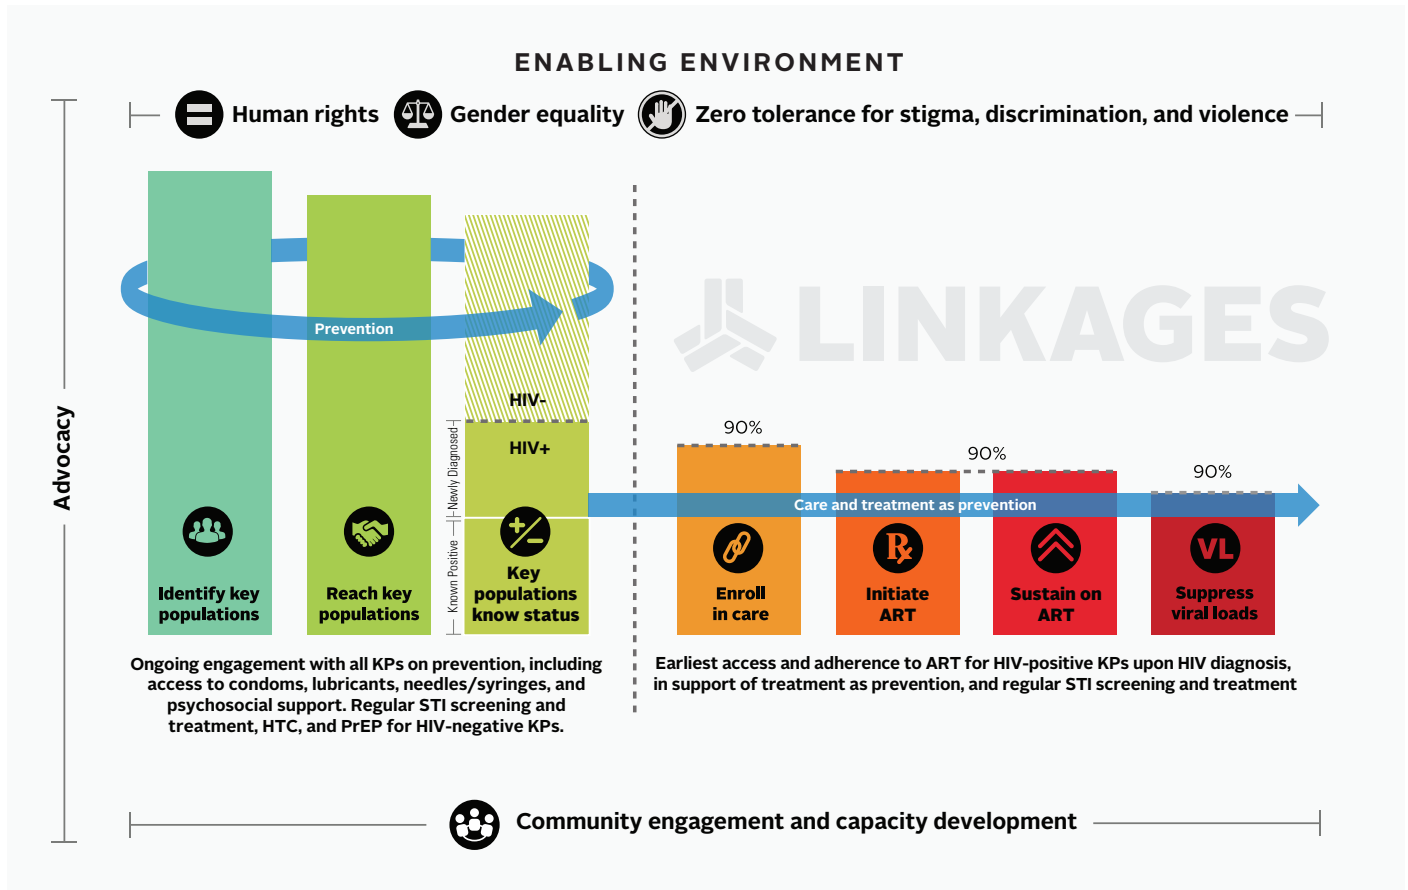 ENABLING ENVIRONMENT
Human rights
Gender equality
Zero tolerance for stigma, discrimination, and violence
Advocacy
LINKAGES
Prevention
HIV-
HIV+
Newly Diagnosed
Known Positive
Identify key
populations
Reach key
populations
Key
populations
know status
90%
90%
90%
Care and treatment as prevention
Enroll
in care
Rx
Initiate
ART
Sustain on
ART
VL
Suppress
viral loads
Ongoing engagement with all KPs on prevention, including
access to condoms, lubricants, needles/syringes, and
psychosocial support. Regular STI screening and
treatment, HTC, and PrEP for HIV-negative KPs.
Earliest access and adherence to ART for HIV-positive KPs upon HIV diagnosis,
in support of treatment as prevention, and regular STI screening and treatment
Community engagement and capacity development